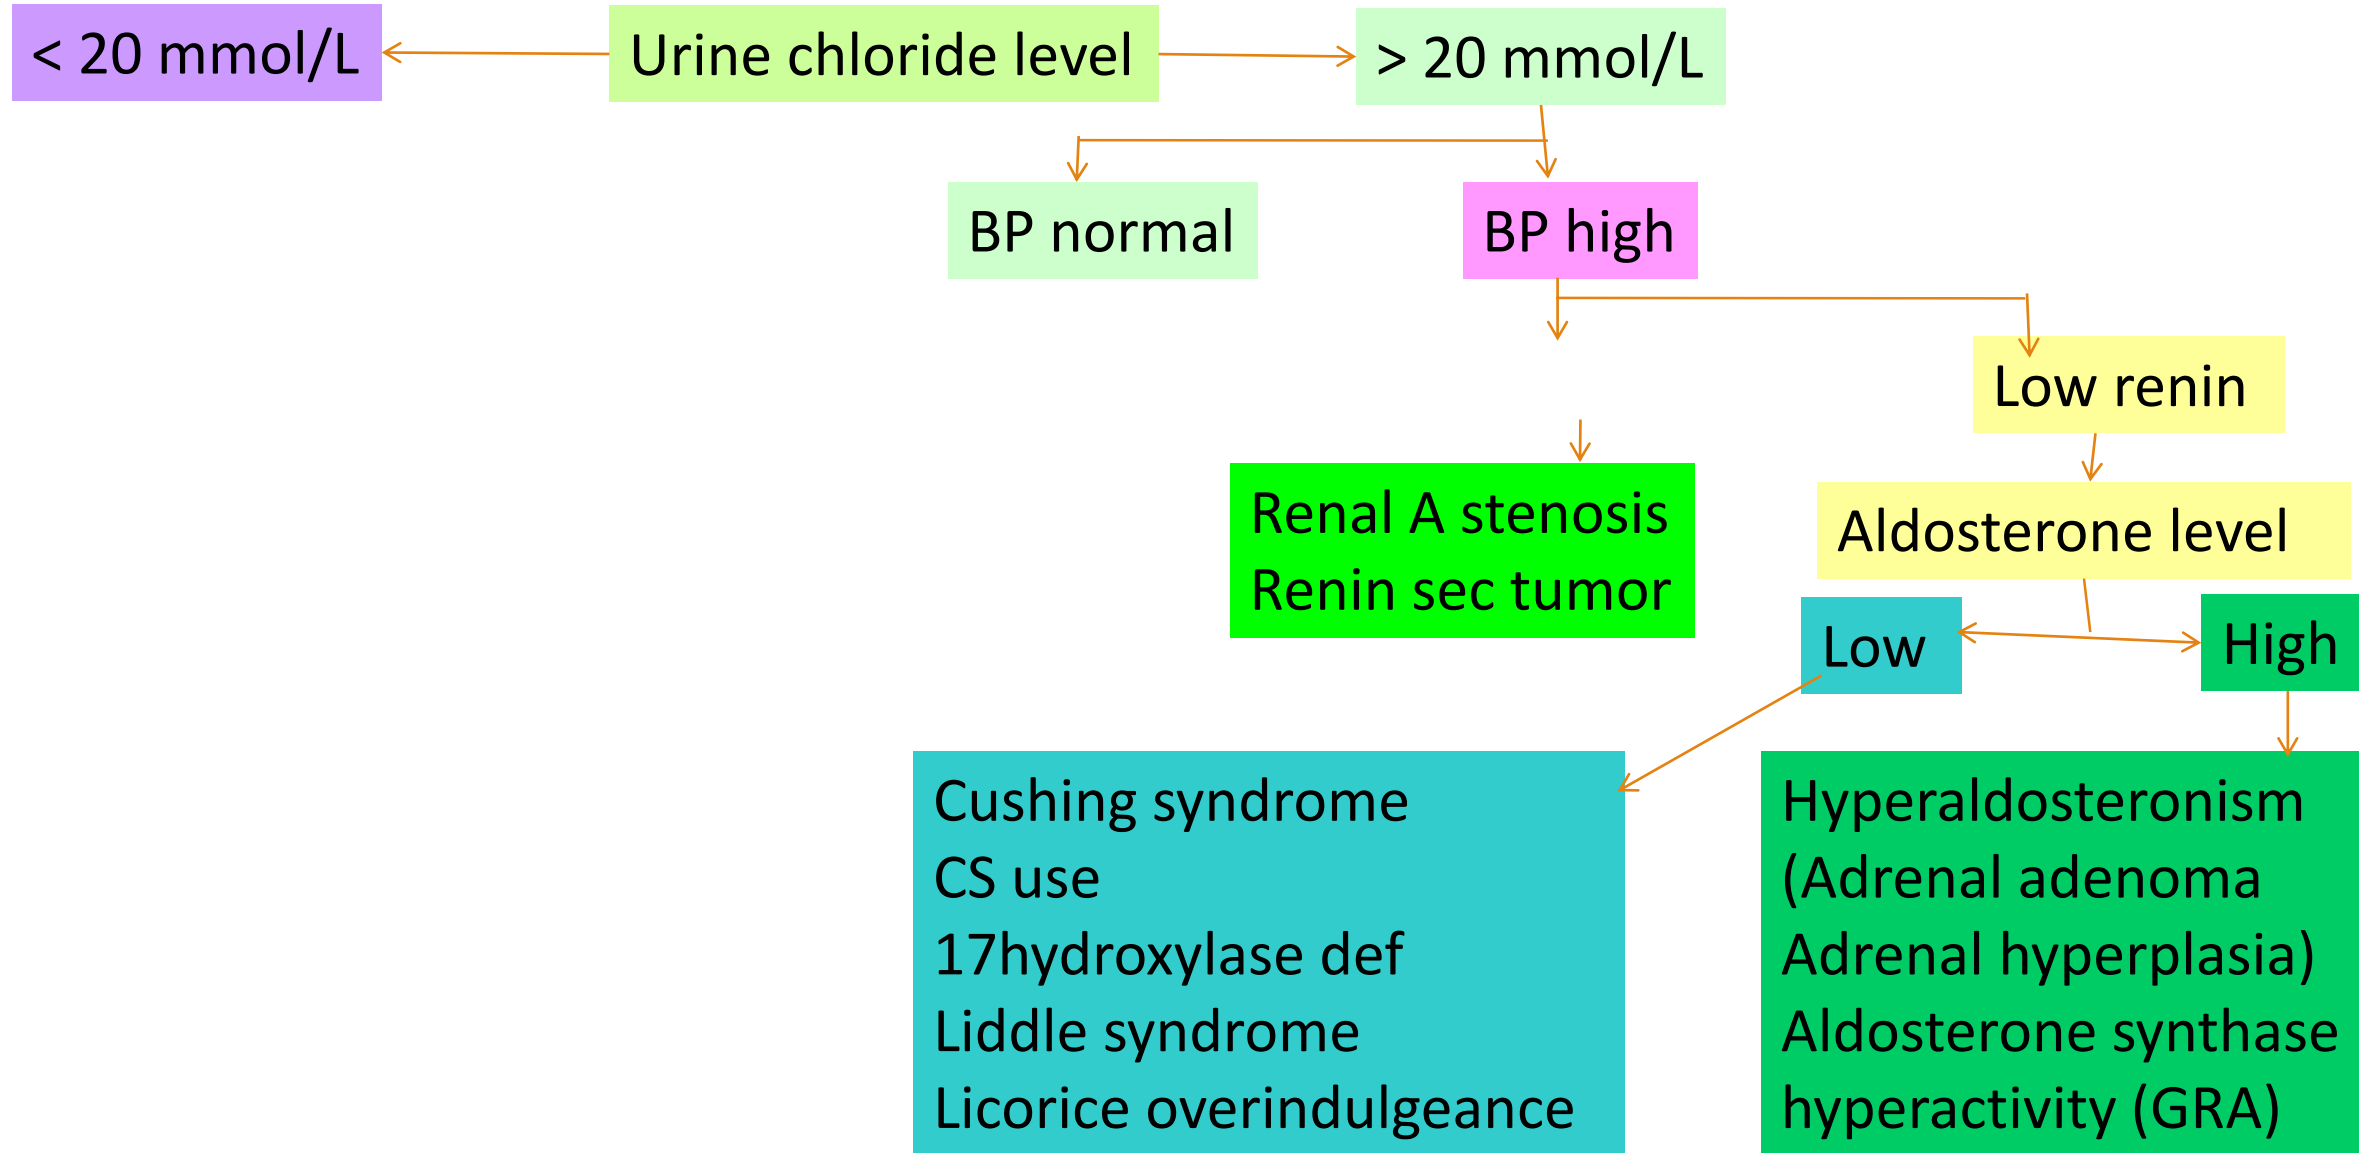 < 20 mmol/L
Urine chloride level
> 20 mmol/L
BP normal
BP high
Low renin
Renal A stenosis
Renin sec tumor
Aldosterone level
Low
High
Cushing syndrome
CS use
17hydroxylase def
Liddle syndrome
Licorice overindulgeance
Hyperaldosteronism
(Adrenal adenoma
Adrenal hyperplasia)
Aldosterone synthase
hyperactivity (GRA)